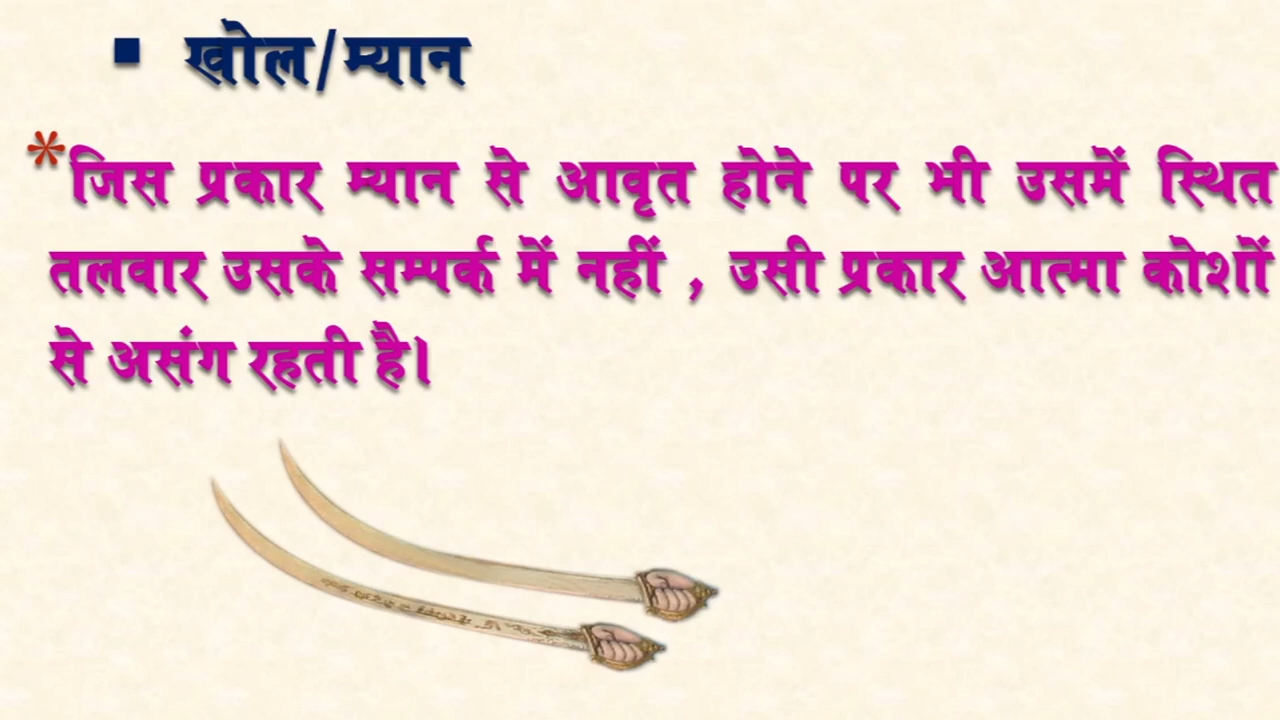 ▪ खोल/म्यान
*जिस प्रकार म्यान से आवृत होने पर भी उसमें स्थित
तलवार उसके सम्पर्क में नहीं , उसी प्रकार आत्मा कोशों
से असंग रहती है।